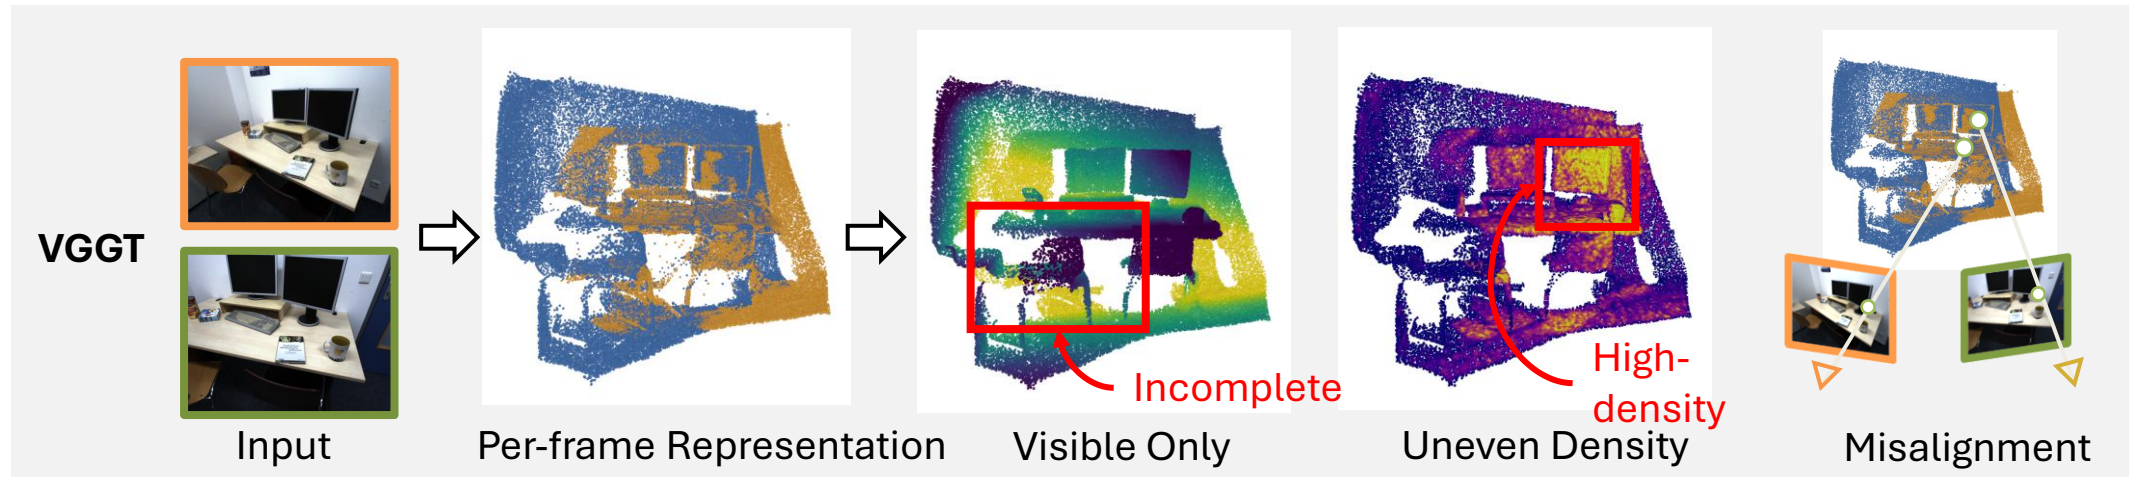 VGGT
Input
Per-frame Representation
Visible Only
Incomplete
Uneven Density
High-
density
Misalignment